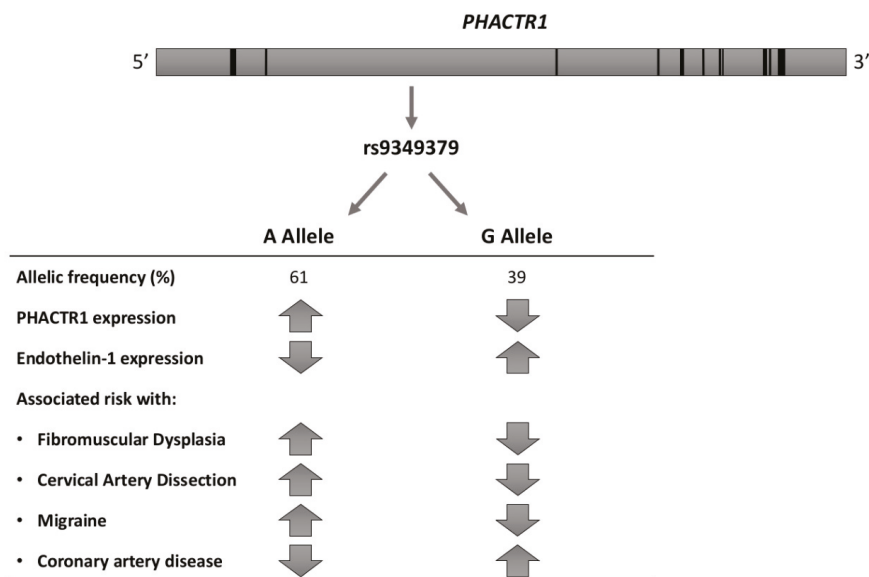 PHACTR1
5’ 3’
rs9349379
A Allele G Allele
Allelic frequency (%) 61 39
PHACTR1 expression
Endothelin-1 expression
Associated risk with:
• Fibromuscular Dysplasia
• Cervical Artery Dissection
• Migraine
• Coronary artery disease